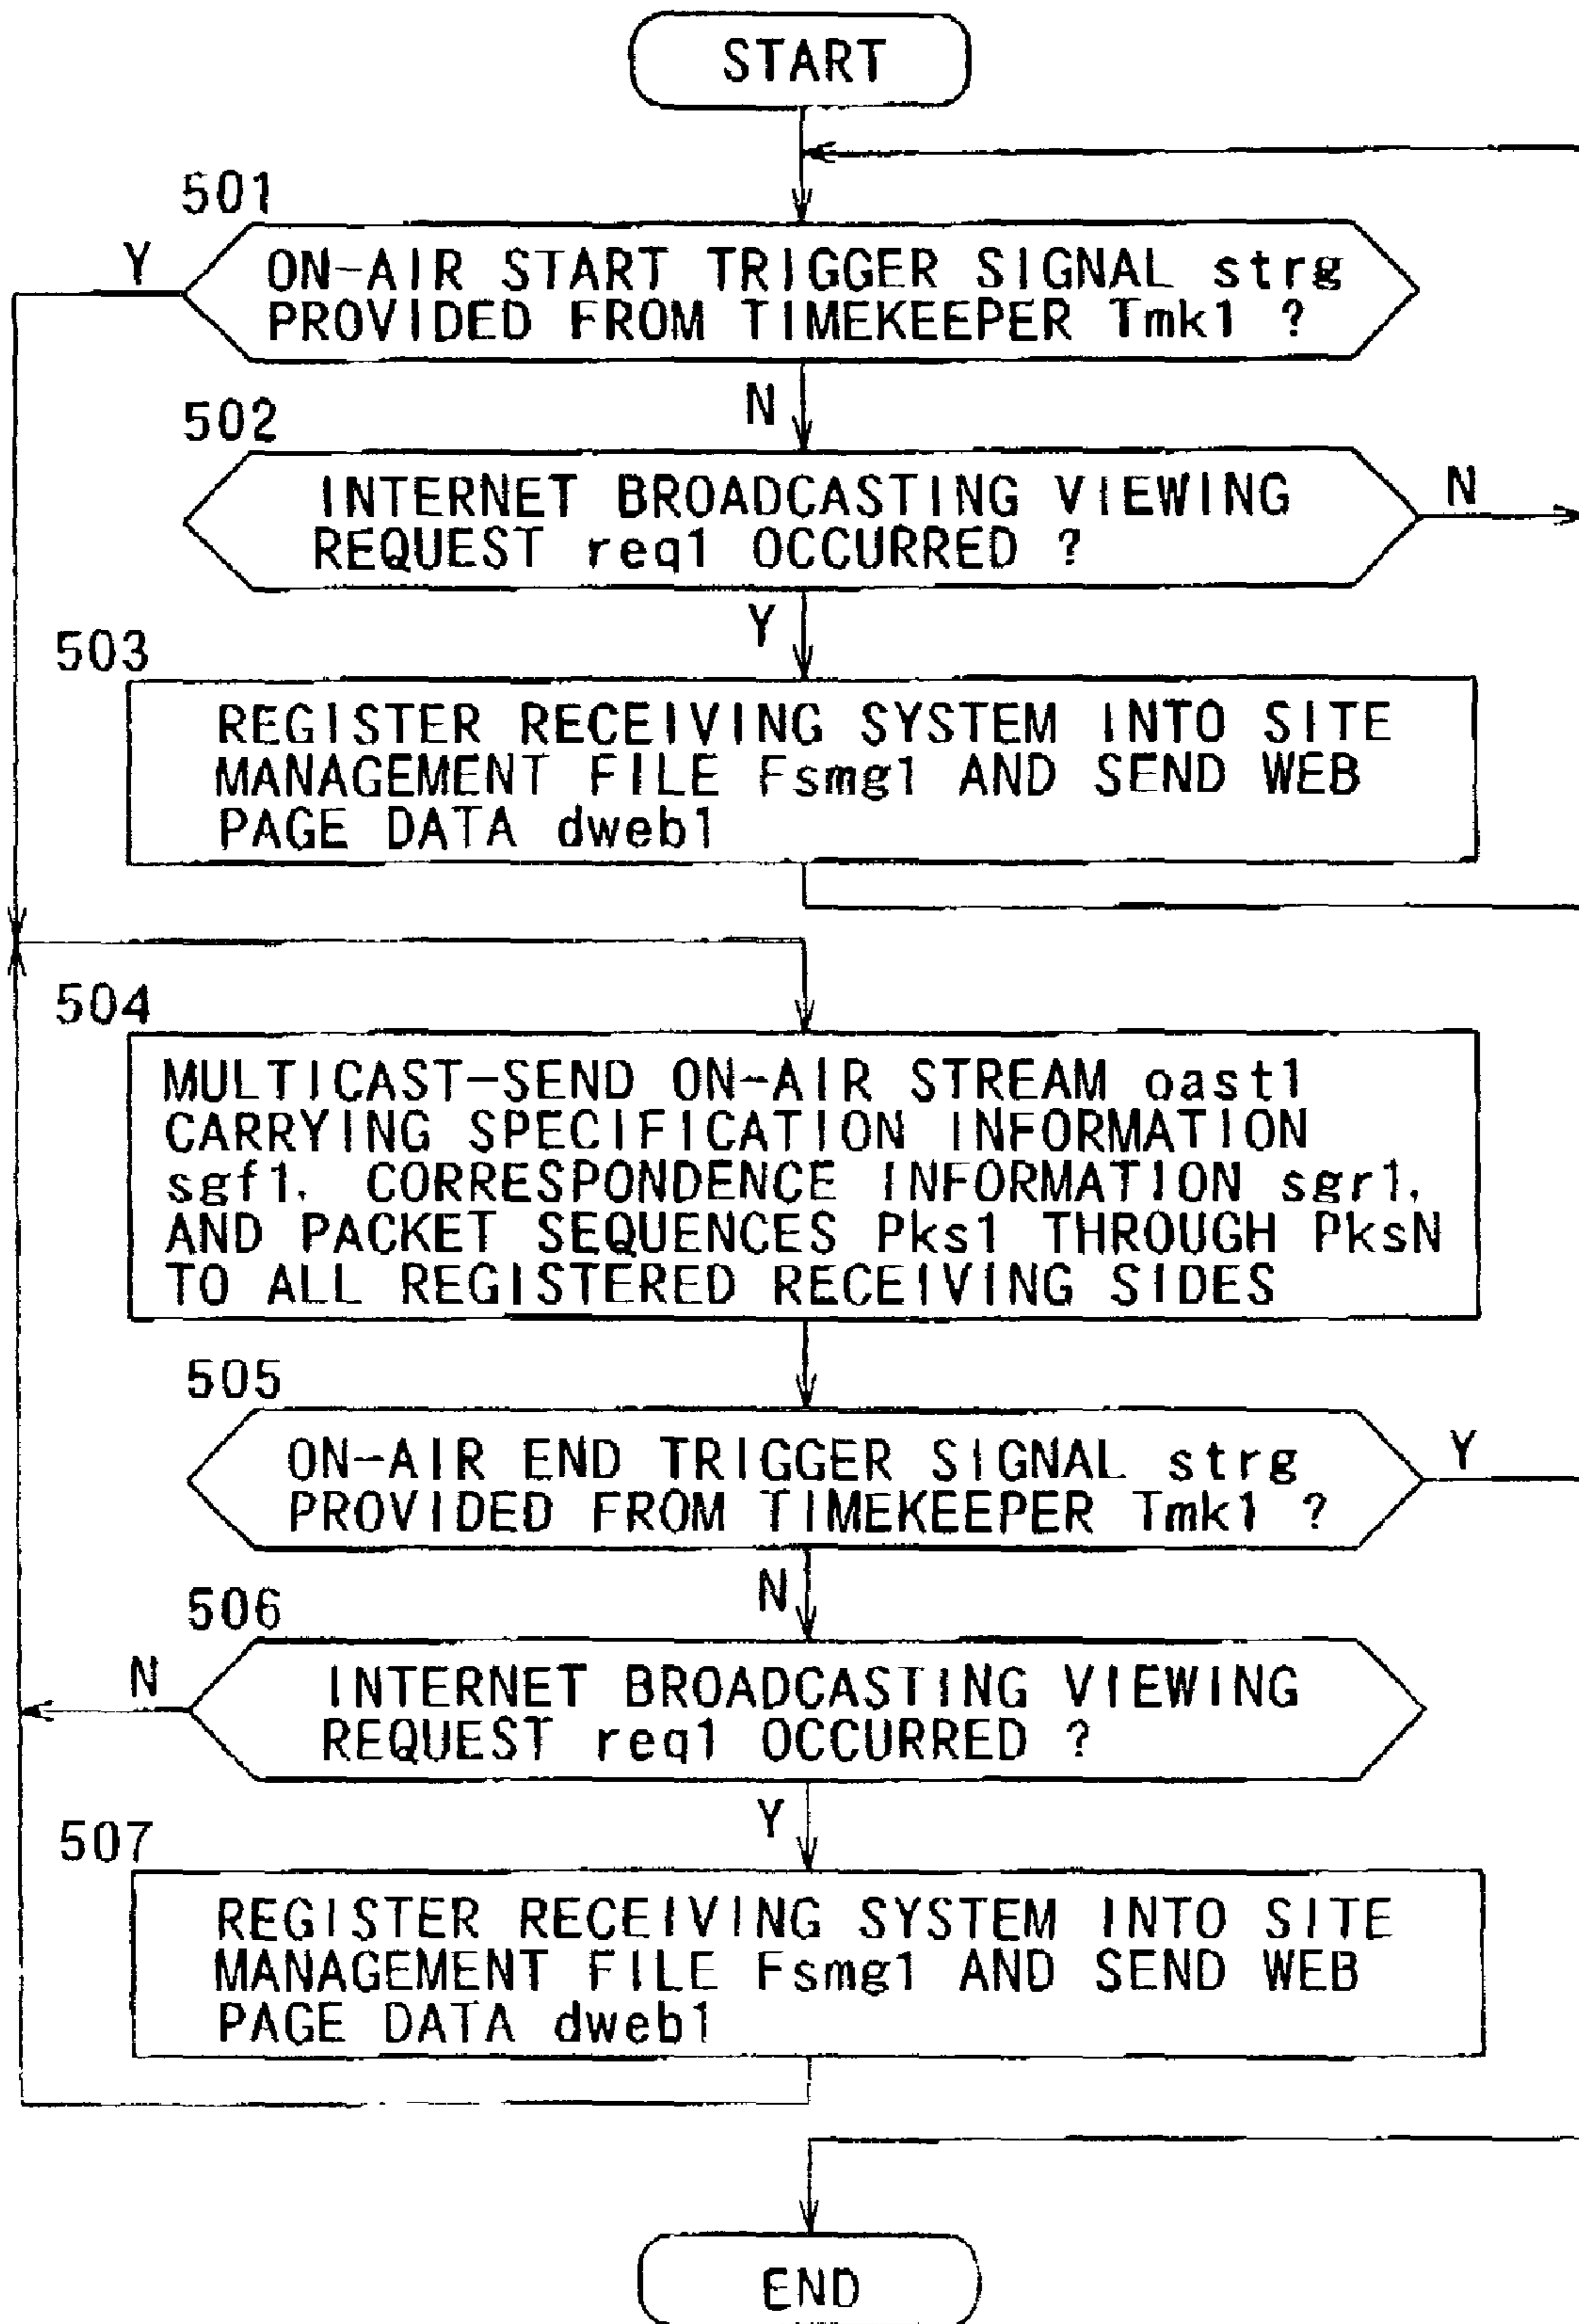 START
501
Y
ON-AIR START TRIGGER SIGNAL strg
PROVIDED FROM TIMEKEEPER Tmk1 ?
N
502
INTERNET BROADCASTING VIEWING
REQUEST req1 OCCURRED ?
N
Y
503
REGISTER RECEIVING SYSTEM INTO SITE
MANAGEMENT FILE Fsmg1 AND SEND WEB
PAGE DATA dweb1
504
MULTICAST-SEND ON-AIR STREAM oast1
CARRYING SPECIFICATION INFORMATION
sgf1, CORRESPONDENCE INFORMATION sgr1,
AND PACKET SEQUENCES Pks1 THROUGH PksN
TO ALL REGISTERED RECEIVING SIDES
505
ON-AIR END TRIGGER SIGNAL strg
PROVIDED FROM TIMEKEEPER Tmk1 ?
Y
N
506
N
INTERNET BROADCASTING VIEWING
REQUEST req1 OCCURRED ?
Y
507
REGISTER RECEIVING SYSTEM INTO SITE
MANAGEMENT FILE Fsmg1 AND SEND WEB
PAGE DATA dweb1
END